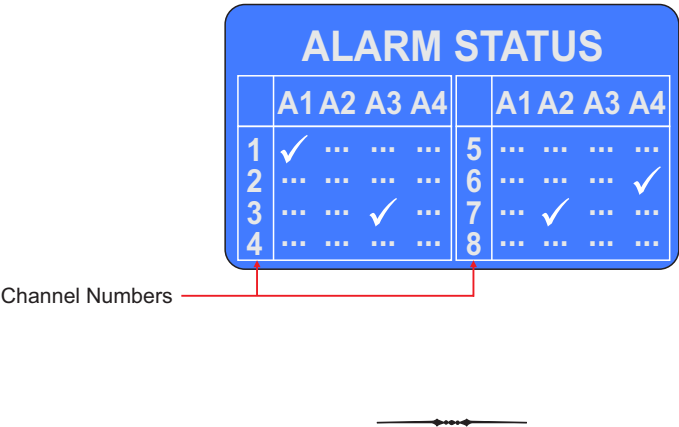 ALARM STATUS
A1 A2 A3 A4 A1 A2 A3 A4
1 ✓ ... ... ... 5 ... ... ... ...
2 ... ... ... ... 6 ... ... ... ✓
3 ... ... ✓ ... 7 ... ✓ ... ...
4 ... ... ... ... 8 ... ... ... ...
Channel Numbers